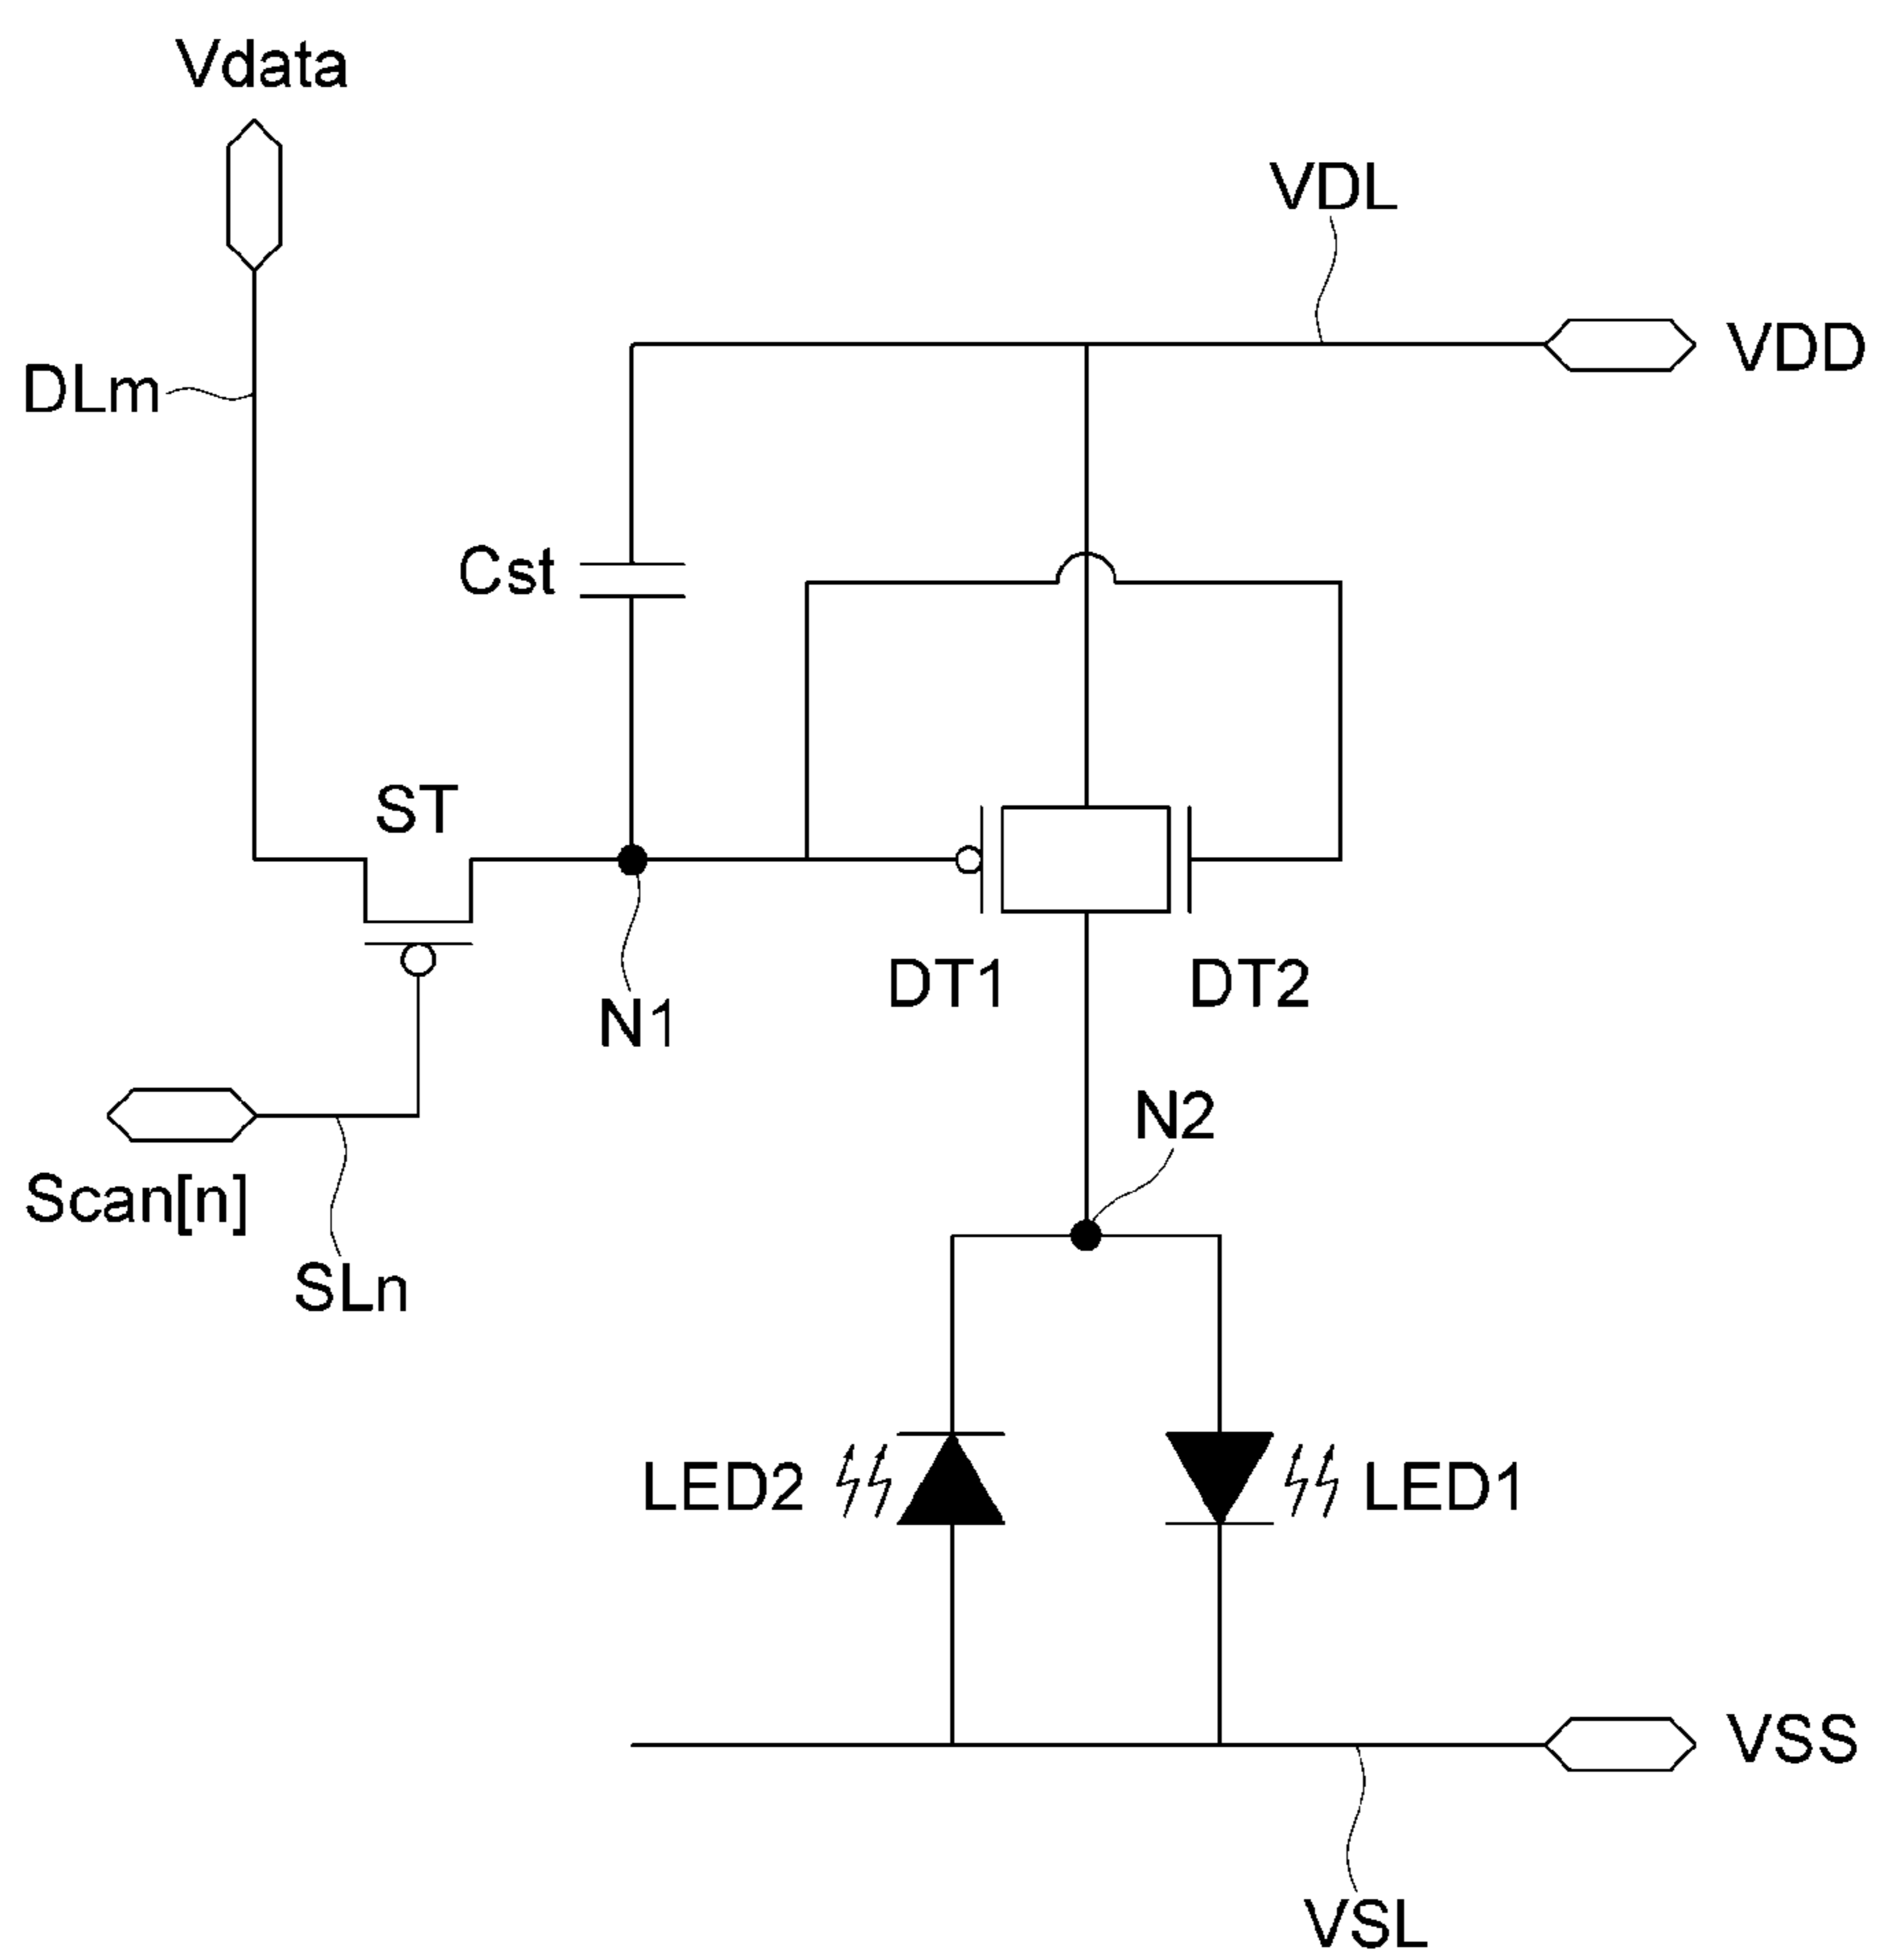 Vdata
VDL
VDD
DLm
Cst
ST
DT1
DT2
N1
N2
Scan[n]
SLn
LED2
LED1
VSS
VSL